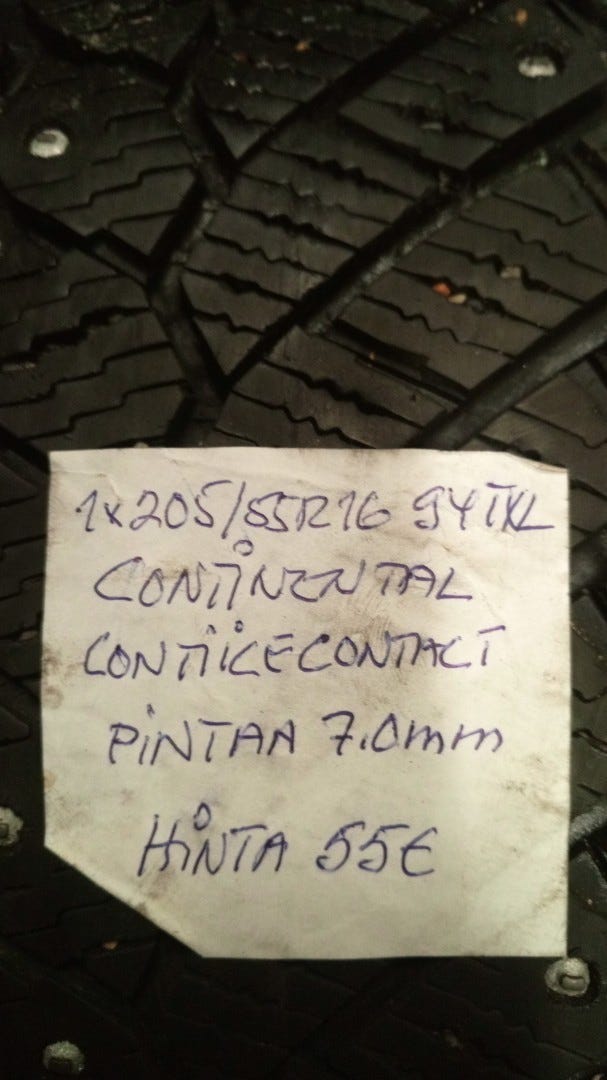 1x205/55R16 94TXL
CONTINENTAL
CONTIICECONTACT
PINTAA 7.0mm
HINTA 55€